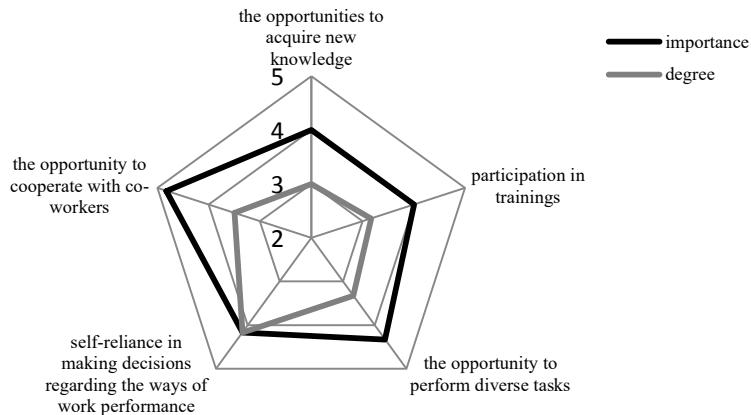 the opportunities to
acquire new
knowledge
importance
degree
5
4
3
2
participation in
trainings
the opportunity to
perform diverse tasks
self-reliance in
making decisions
regarding the ways of
work performance
the opportunity to
cooperate with co-
workers